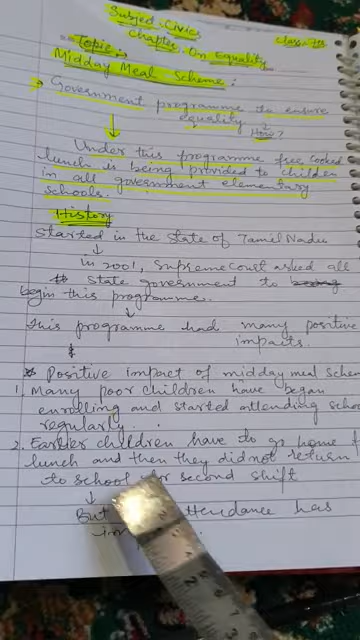 Subject Civics
Class - 7th
Chapter: On Equality
Topic:
Midday Meal Scheme:
→ Government programme to ensure
equality
↓
How?
↓
Under this programme free cooked
lunch is being provided to children
in all government elementary
schools.
History
started in the state of Tamil Nadu
↓
In 2001, Supreme Court asked all
state government to
begin this programme.
↓
This programme had many positive
impacts.
Positive impact of midday meal schem
1. Many poor children have began
enrolling and started attending scho
regularly.
2. Earlier children have to go home f
lunch and then they did not return
to school for second shift
↓
But attendance has
im